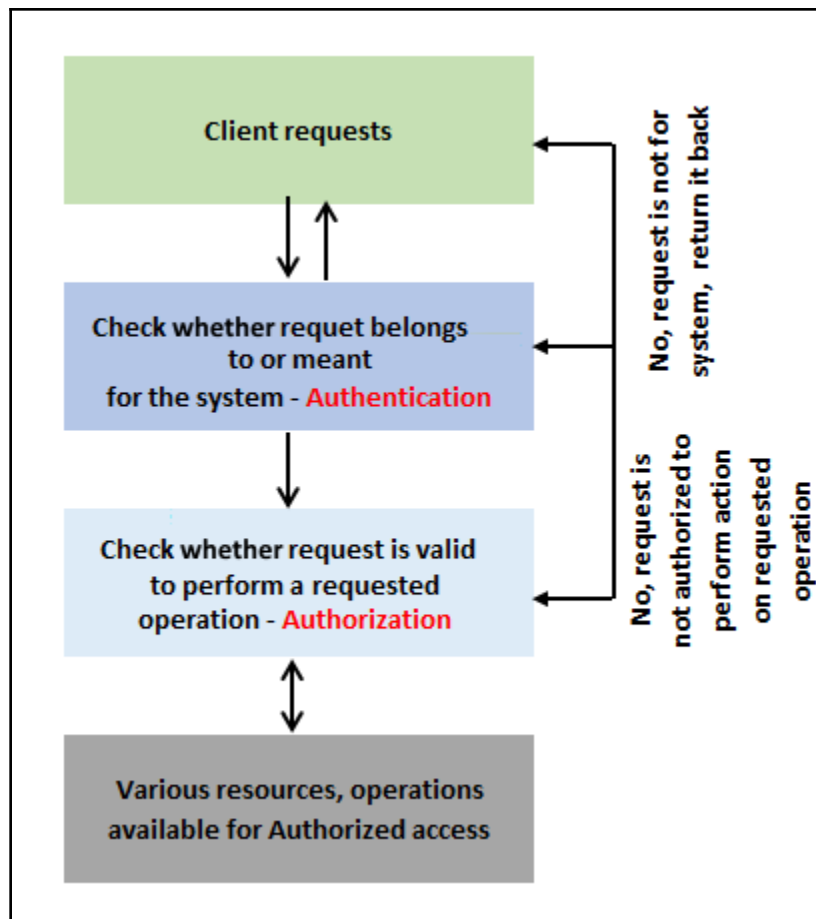 Client requests
Check whether requet belongs
to or meant
for the system - Authentication
Check whether request is valid
to perform a requested
operation - Authorization
Various resources, operations
available for Authorized access
No, request is not for
system, return it back
No, request is
not authorized to
perform action
on requested
operation